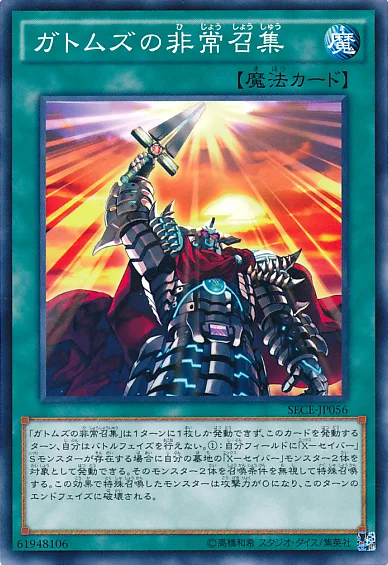 ガトムズの非常召集
魔
【魔法カード】
SECE-JP056
「ガトムズの非常召集」は1ターンに1枚しか発動できず、このカードを発動する
ターン、自分はバトルフェイズを行えない。①：自分フィールドに「X－セイバー」
Sモンスターが存在する場合に自分の墓地の「X－セイバー」モンスター2体を
対象として発動できる。そのモンスター2体を召喚条件を無視して特殊召
喚する。この効果で特殊召喚したモンスターは攻撃力が0になり、このターンの
エンドフェイズに破壊される。
61948106
©高橋和希 スタジオ・ダイス/集英社